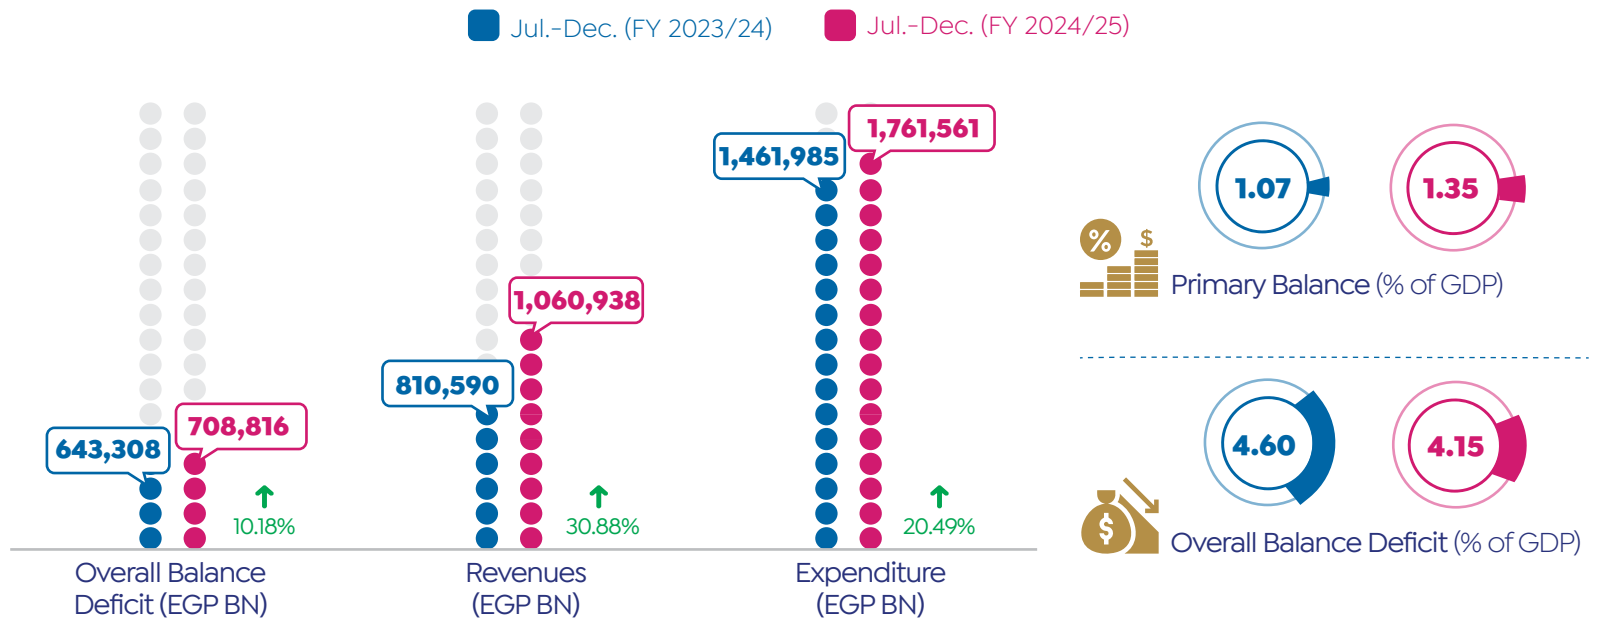 Jul.-Dec. (FY 2023/24)
Jul.-Dec. (FY 2024/25)
643,308
708,816
10.18%
Overall Balance
Deficit (EGP BN)
810,590
1,060,938
30.88%
Revenues
(EGP BN)
1,461,985
1,761,561
20.49%
Expenditure
(EGP BN)
1.07
1.35
% $
Primary Balance (% of GDP)
4.60
4.15
$
Overall Balance Deficit (% of GDP)